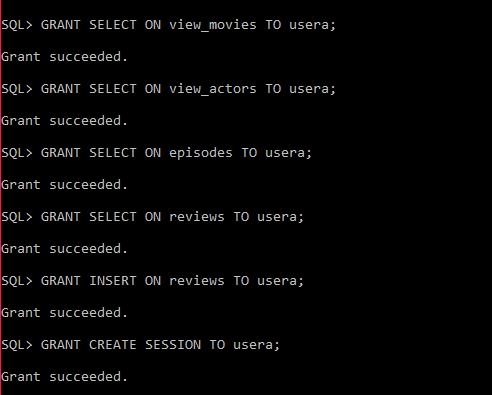 SQL> GRANT SELECT ON view_movies TO usera;
Grant succeeded.
SQL> GRANT SELECT ON view_actors TO usera;
Grant succeeded.
SQL> GRANT SELECT ON episodes TO usera;
Grant succeeded.
SQL> GRANT SELECT ON reviews TO usera;
Grant succeeded.
SQL> GRANT INSERT ON reviews TO usera;
Grant succeeded.
SQL> GRANT CREATE SESSION TO usera;
Grant succeeded.